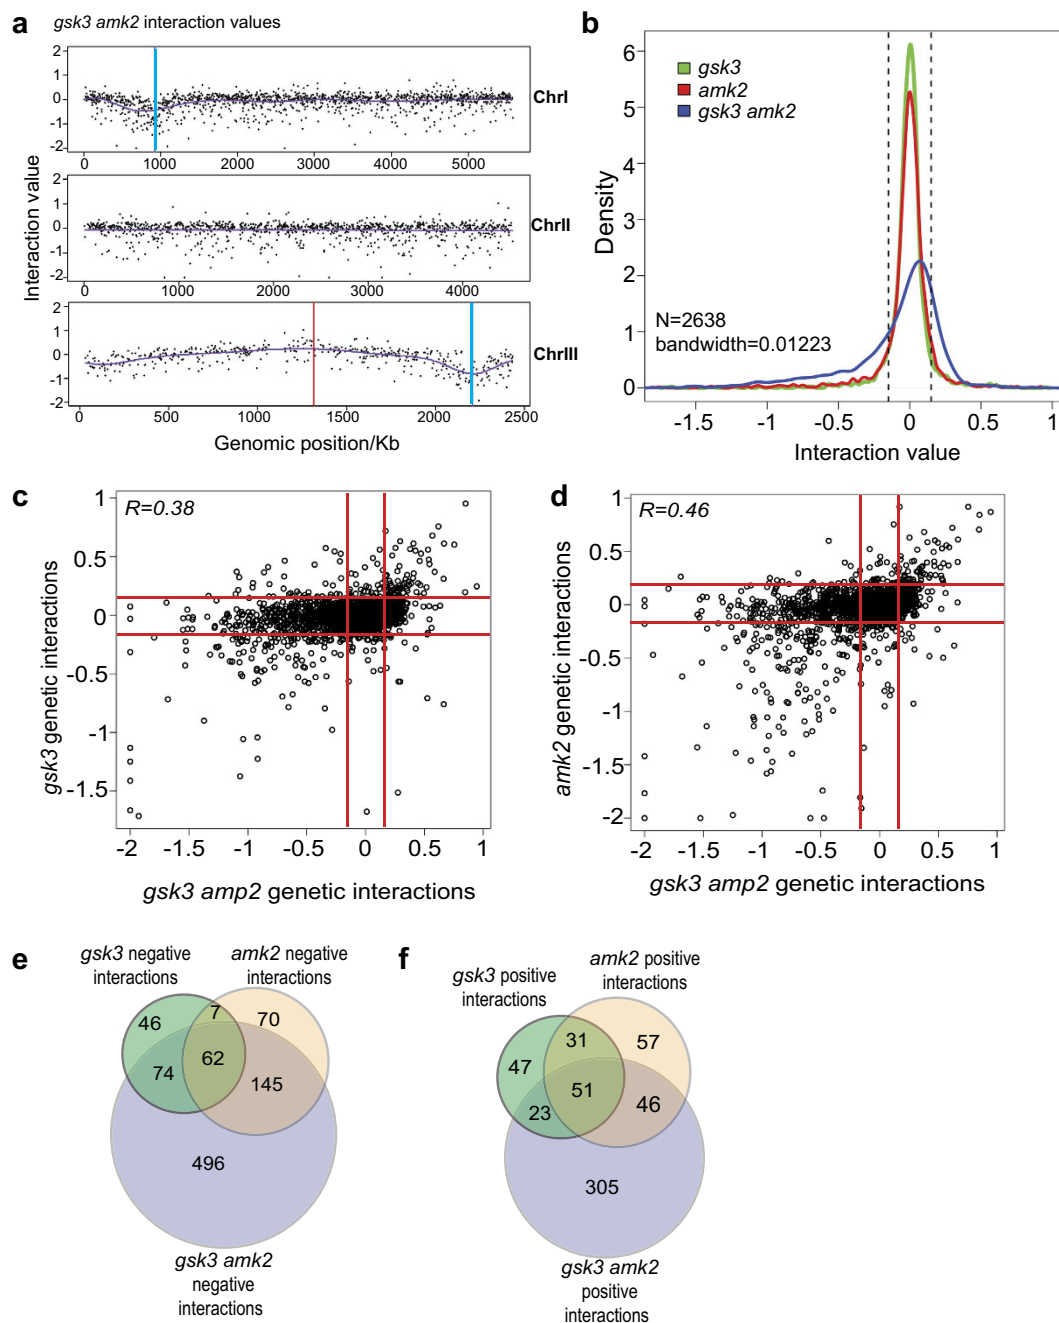 a
gsk3 amk2 interaction values
Interaction value
2
1
0
-1
-2
0
1000
2000
3000
4000
5000
ChrI
2
1
0
-1
-2
0
1000
2000
3000
4000
ChrII
2
1
0
-1
-2
0
500
1000
1500
2000
2500
ChrIII
Genomic position/Kb
b
Density
6
5
4
3
2
1
0
gsk3
amk2
gsk3 amk2
N=2638
bandwidth=0.01223
-1.5
-1
-0.5
0
0.5
1
Interaction value
c
R=0.38
gsk3 genetic interactions
1
0.5
0
-0.5
-1
-1.5
-2
-1.5
-1
-0.5
0
0.5
1
gsk3 amp2 genetic interactions
d
R=0.46
amk2 genetic interactions
1
0.5
0
-0.5
-1
-1.5
-2
-2
-1.5
-1
-0.5
0
0.5
1
gsk3 amp2 genetic interactions
e
gsk3 negative
interactions
amk2 negative
interactions
46
7
70
74
62
145
496
gsk3 amk2
negative
interactions
f
gsk3 positive
interactions
amk2 positive
interactions
47
31
57
23
51
46
305
gsk3 amk2
positive
interactions